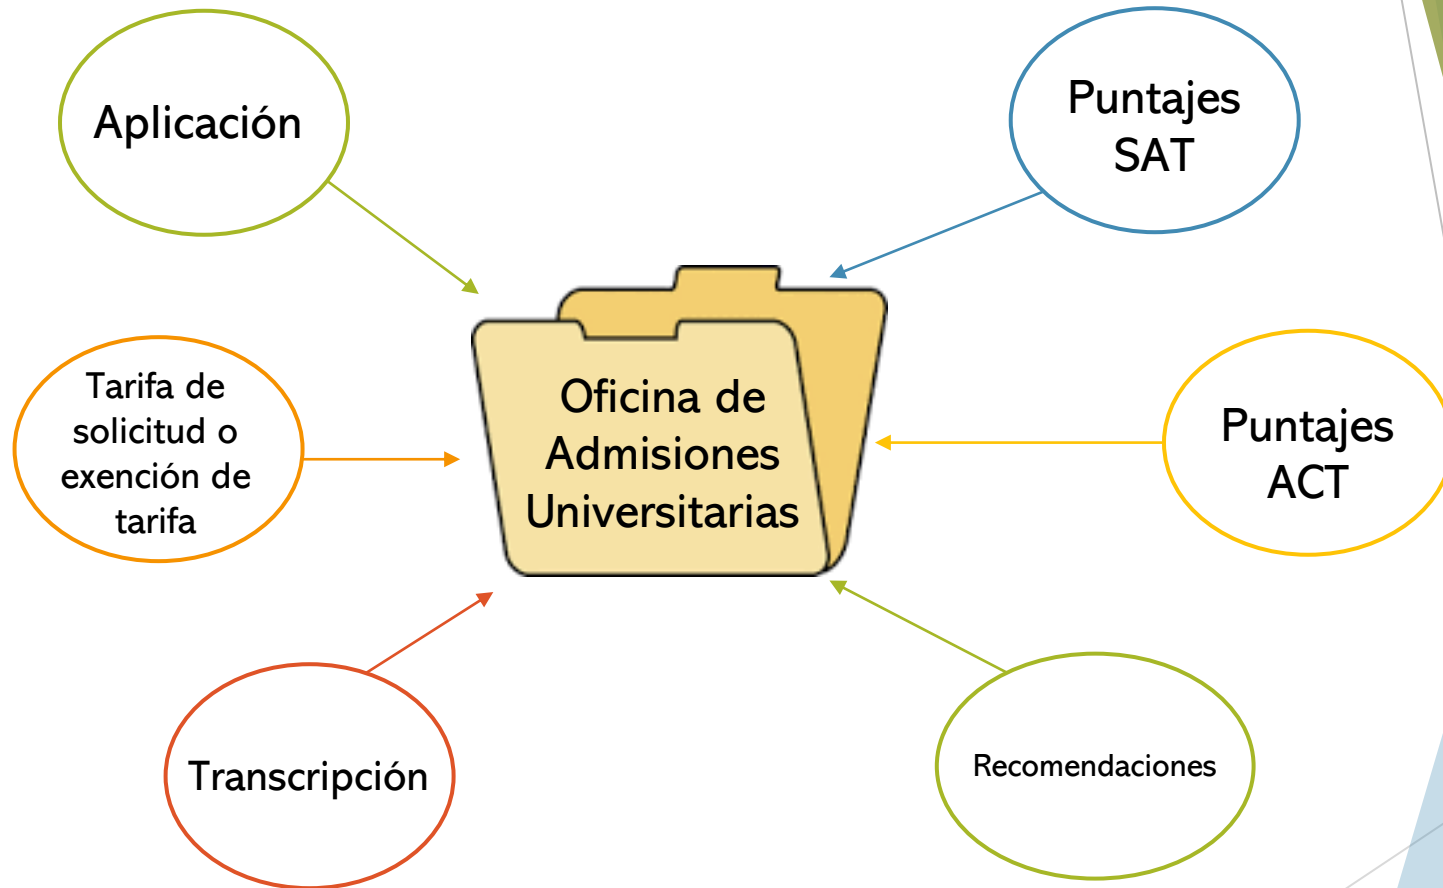 Aplicación
Puntajes
SAT
Tarifa de
solicitud o
exención de
tarifa
Oficina de
Admisiones
Universitarias
Puntajes
ACT
Transcripción
Recomendaciones